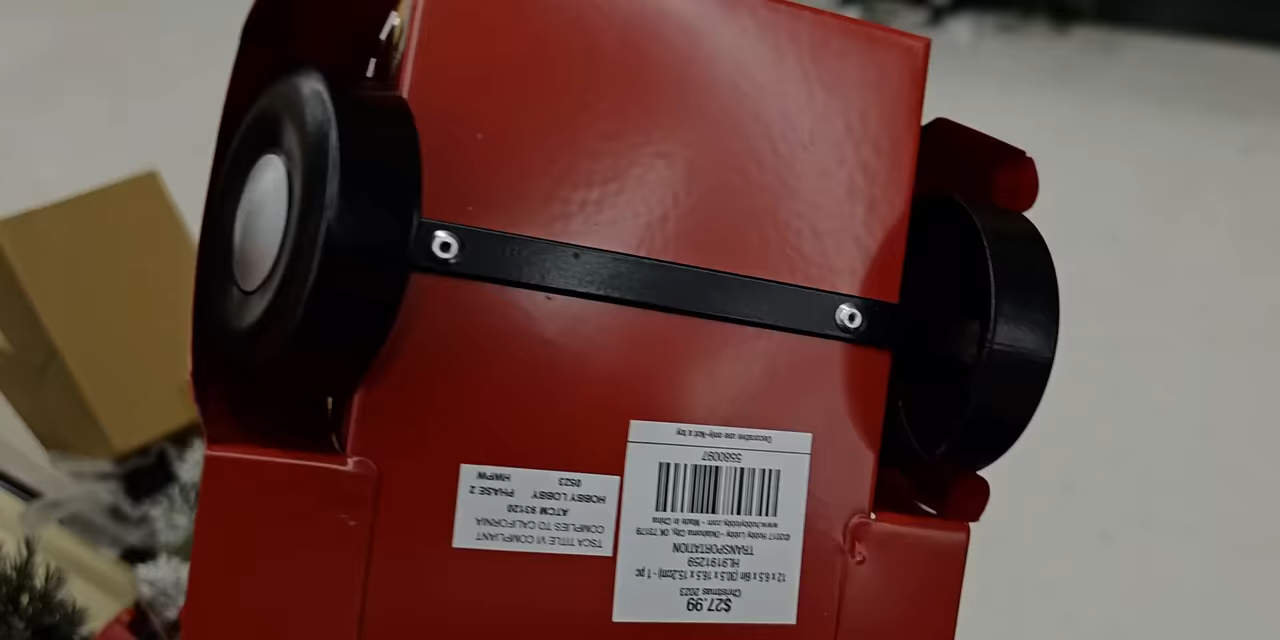 $27.99
Christmas 2023
12 x 6.5 x 6in (30.5 x 16.5 x 15.2cm) - 1 pc
HL9191259
TRANSPORTATION
©2017 Hobby Lobby - Oklahoma City, OK 73179
www.hobbylobby.com - Made in China
5580097
Decorative use only-Not a toy
TSCA TITLE VI COMPLIANT
COMPLIES TO CALIFORNIA
ATCM 93120 PHASE 2
HOBBY LOBBY HWPW
0523